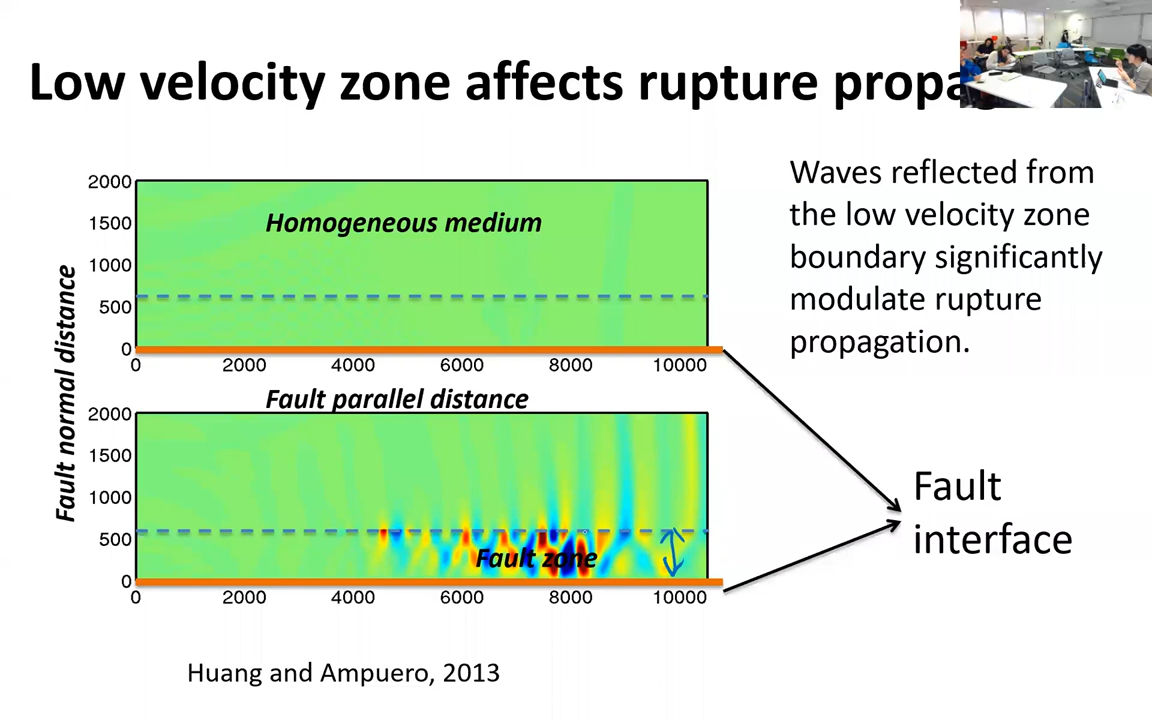 Low velocity zone affects rupture propa
Waves reflected from
the low velocity zone
boundary significantly
modulate rupture
propagation.
Fault normal distance
2000
1500
1000
500
0
Homogeneous medium
0 2000 4000 6000 8000 10000
Fault parallel distance
2000
1500
1000
500
0
Fault zone
0 2000 4000 6000 8000 10000
Fault
interface
Huang and Ampuero, 2013